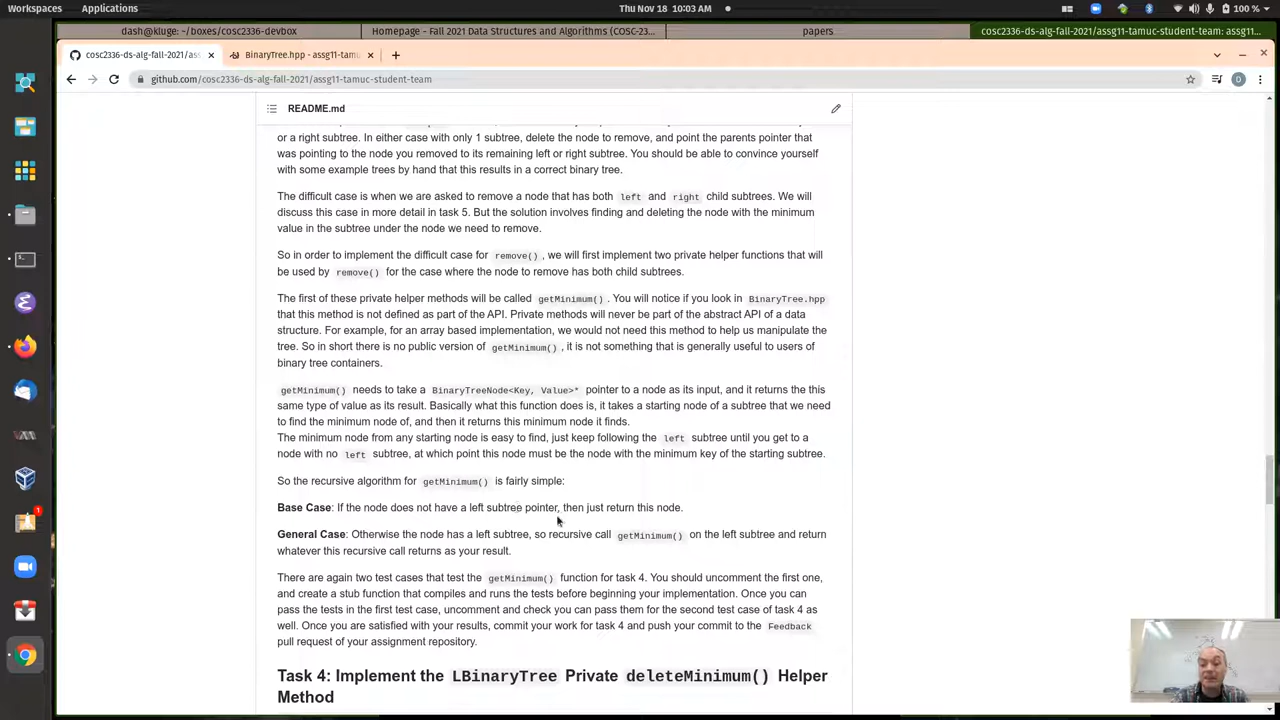 Workspaces Applications Thu Nov 18 10:03 AM 100 %
dash@kluge: ~/boxes/cosc2336-devbox Homepage - Fall 2021 Data Structures and Algorithms (COSC-23... papers cosc2336-ds-alg-fall-2021/assg11-tamuc-student-team: assg11...
cosc2336-ds-alg-fall-2021/ass BinaryTree.hpp - assg11-tamu
github.com/cosc2336-ds-alg-fall-2021/assg11-tamuc-student-team
README.md
or a right subtree. In either case with only 1 subtree, delete the node to remove, and point the parents pointer that
was pointing to the node you removed to its remaining left or right subtree. You should be able to convince yourself
with some example trees by hand that this results in a correct binary tree.
The difficult case is when we are asked to remove a node that has both left and right child subtrees. We will
discuss this case in more detail in task 5. But the solution involves finding and deleting the node with the minimum
value in the subtree under the node we need to remove.
So in order to implement the difficult case for remove(), we will first implement two private helper functions that will
be used by remove() for the case where the node to remove has both child subtrees.
The first of these private helper methods will be called getMinimum(). You will notice if you look in BinaryTree.hpp
that this method is not defined as part of the API. Private methods will never be part of the abstract API of a data
structure. For example, for an array based implementation, we would not need this method to help us manipulate the
tree. So in short there is no public version of getMinimum(), it is not something that is generally useful to users of
binary tree containers.
getMinimum() needs to take a BinaryTreeNode<Key, Value>* pointer to a node as its input, and it returns the this
same type of value as its result. Basically what this function does is, it takes a starting node of a subtree that we need
to find the minimum node of, and then it returns this minimum node it finds.
The minimum node from any starting node is easy to find, just keep following the left subtree until you get to a
node with no left subtree, at which point this node must be the node with the minimum key of the starting subtree.
So the recursive algorithm for getMinimum() is fairly simple:
Base Case: If the node does not have a left subtree pointer, then just return this node.
General Case: Otherwise the node has a left subtree, so recursive call getMinimum() on the left subtree and return
whatever this recursive call returns as your result.
There are again two test cases that test the getMinimum() function for task 4. You should uncomment the first one,
and create a stub function that compiles and runs the tests before beginning your implementation. Once you can
pass the tests in the first test case, uncomment and check you can pass them for the second test case of task 4 as
well. Once you are satisfied with your results, commit your work for task 4 and push your commit to the Feedback
pull request of your assignment repository.
Task 4: Implement the LBinaryTree Private deleteMinimum() Helper
Method